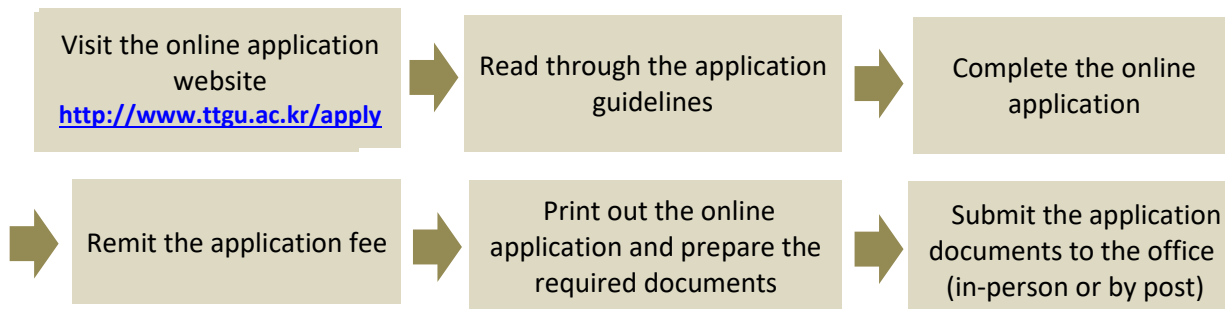 Visit the online application
website
http://www.ttgu.ac.kr/apply
Read through the application
guidelines
Complete the online
application
Remit the application fee
Print out the online
application and prepare the
required documents
Submit the application
documents to the office
(in-person or by post)